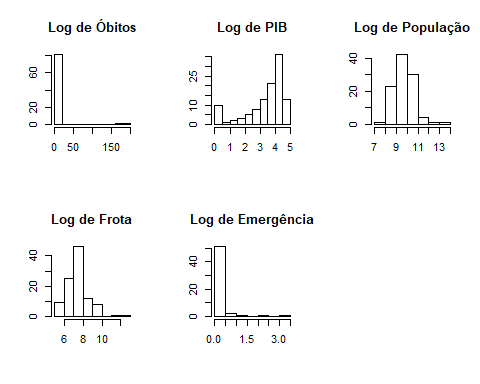 Log de Óbitos
80
20
0
0 50 150
Log de PIB
25
10
0
0 1 2 3 4 5
Log de População
40
20
0
7 9 11 13
Log de Frota
40
20
0
6 8 10
Log de Emergência
40
20
0
0.0 1.5 3.0